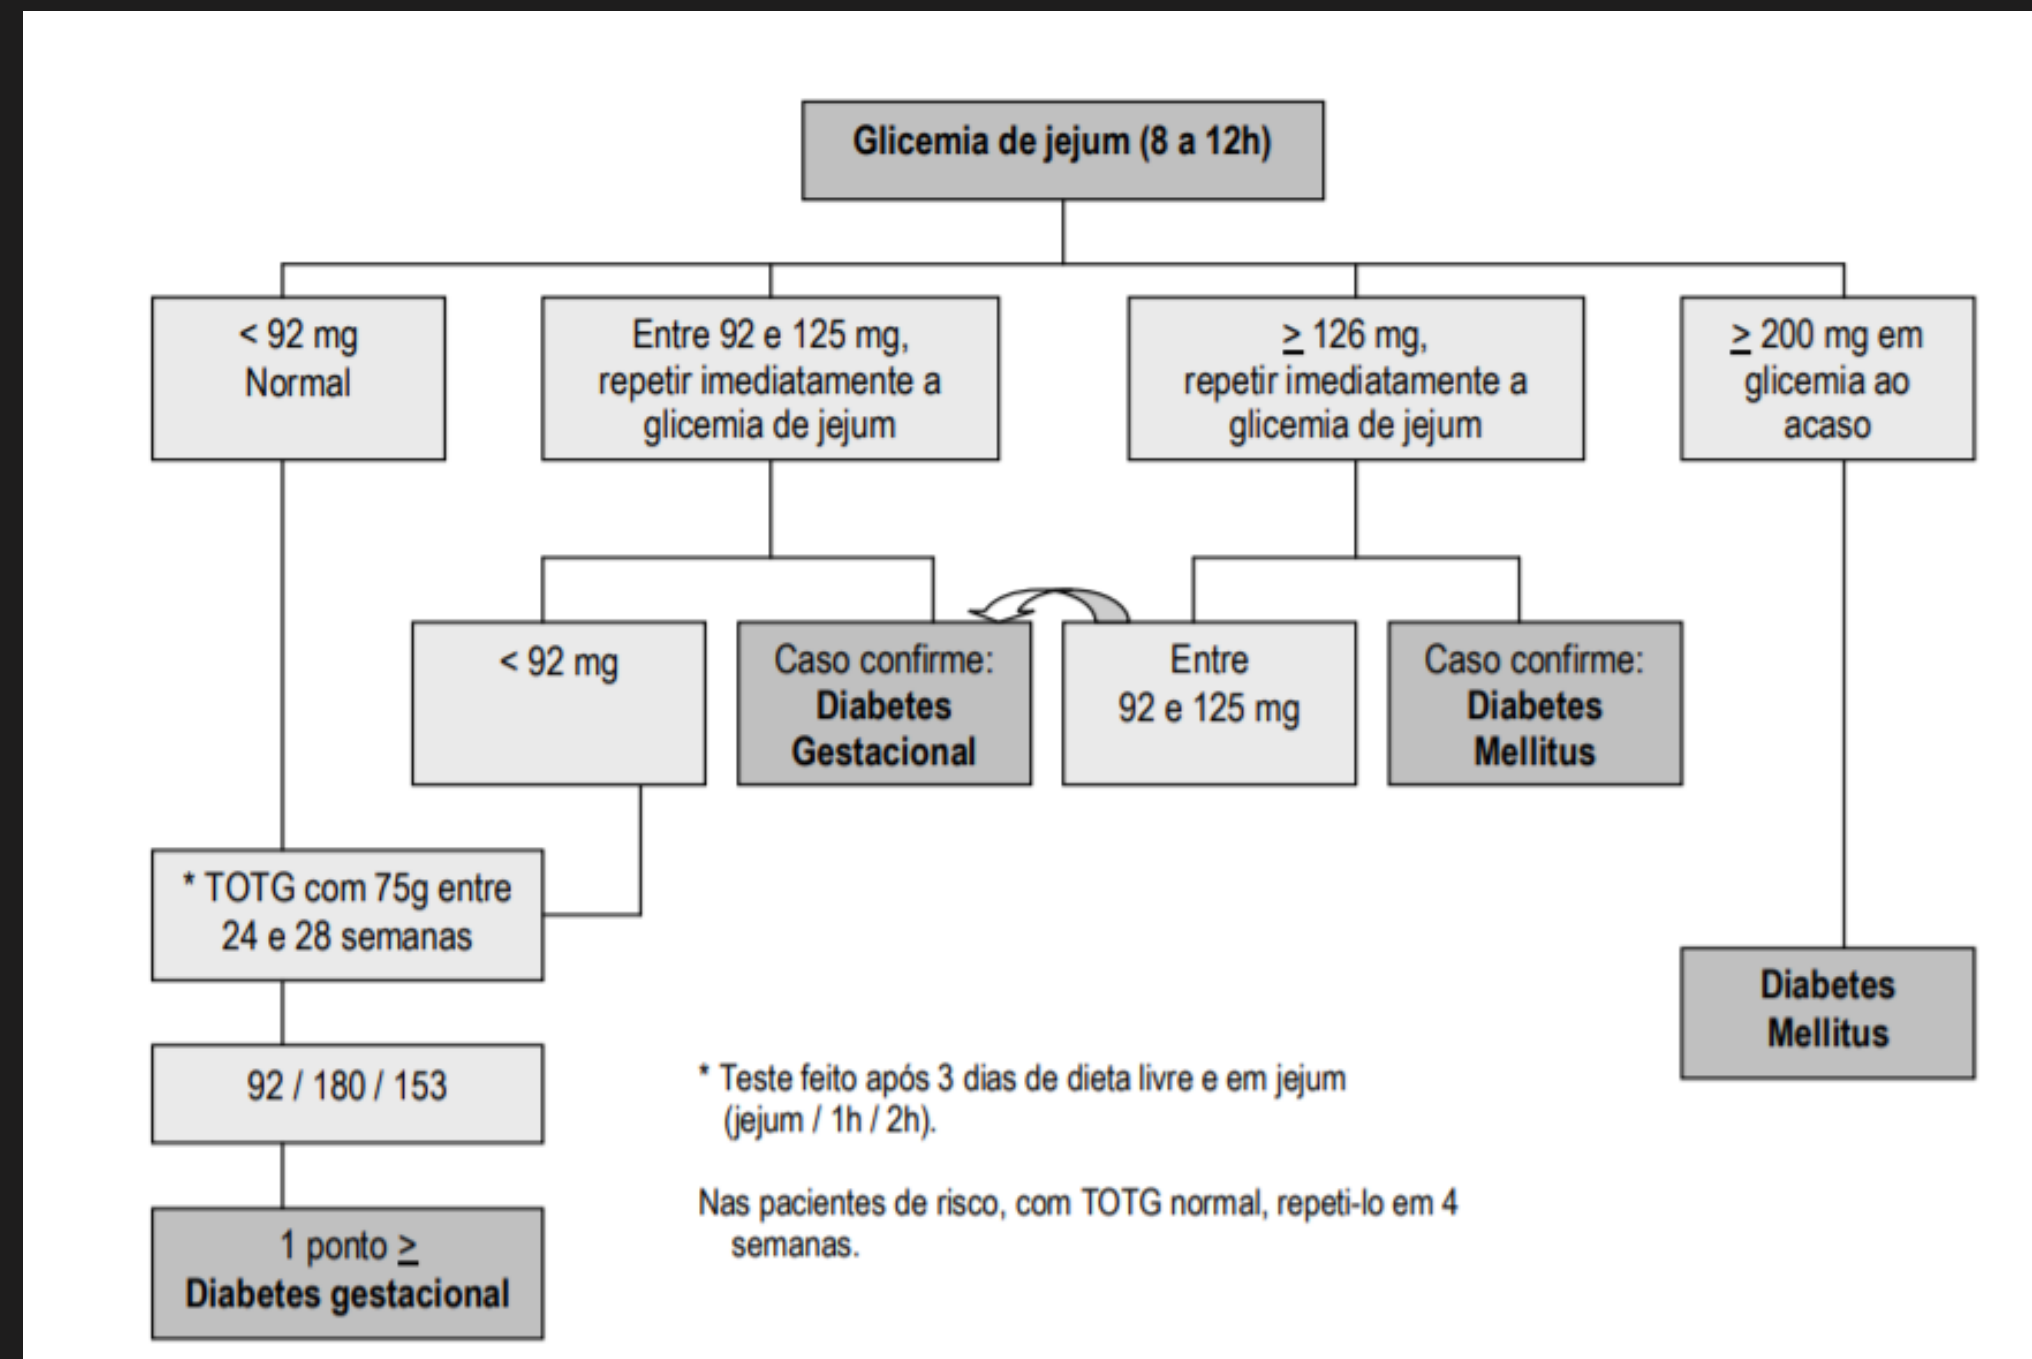 Glicemia de jejum (8 a 12h)
< 92 mg
Normal
Entre 92 e 125 mg,
repetir imediatamente a
glicemia de jejum
≥ 126 mg,
repetir imediatamente a
glicemia de jejum
≥ 200 mg em
glicemia ao
acaso
< 92 mg
Caso confirme:
Diabetes
Gestacional
Entre
92 e 125 mg
Caso confirme:
Diabetes
Mellitus
* TOTG com 75g entre
24 e 28 semanas
Diabetes
Mellitus
92 / 180 / 153
* Teste feito após 3 dias de dieta livre e em jejum
(jejum / 1h / 2h).
Nas pacientes de risco, com TOTG normal, repeti-lo em 4
semanas.
1 ponto ≥
Diabetes gestacional